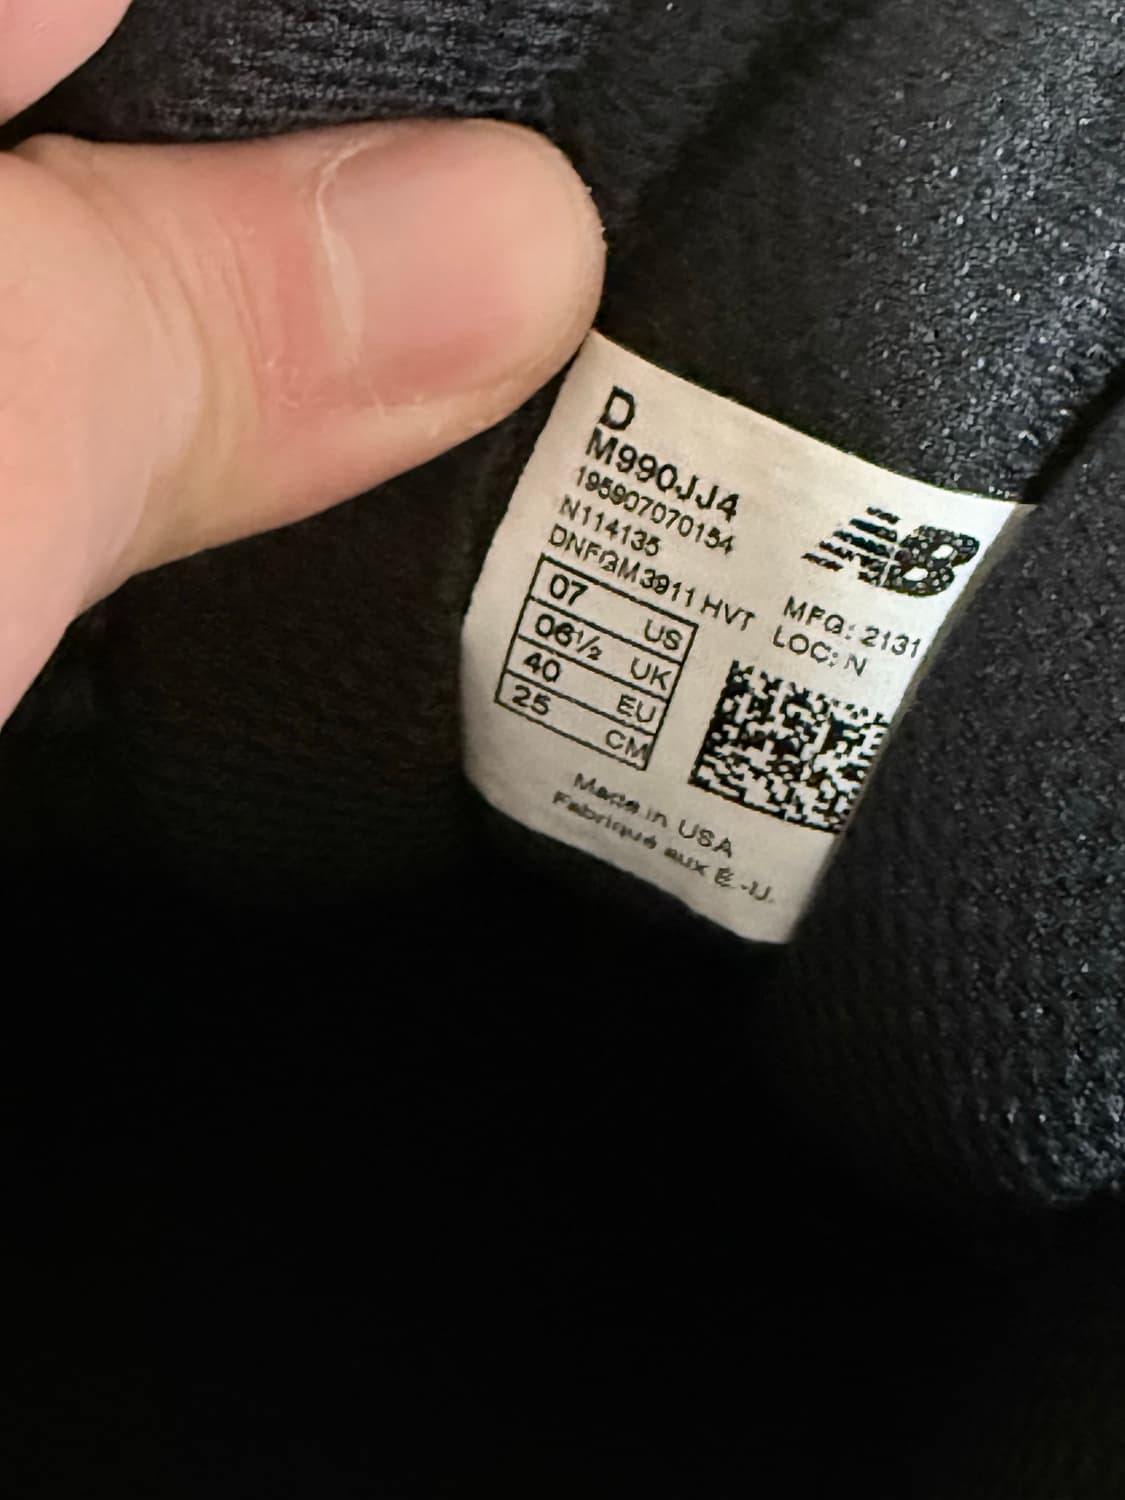 D
M990JJ4
195907070154
N114135
DNFGM3911 HVT
NB
MFG: 2131
LOC: N
07 US
06½ UK
40 EU
25 CM
Made in USA
Fabriqué aux É.-U.